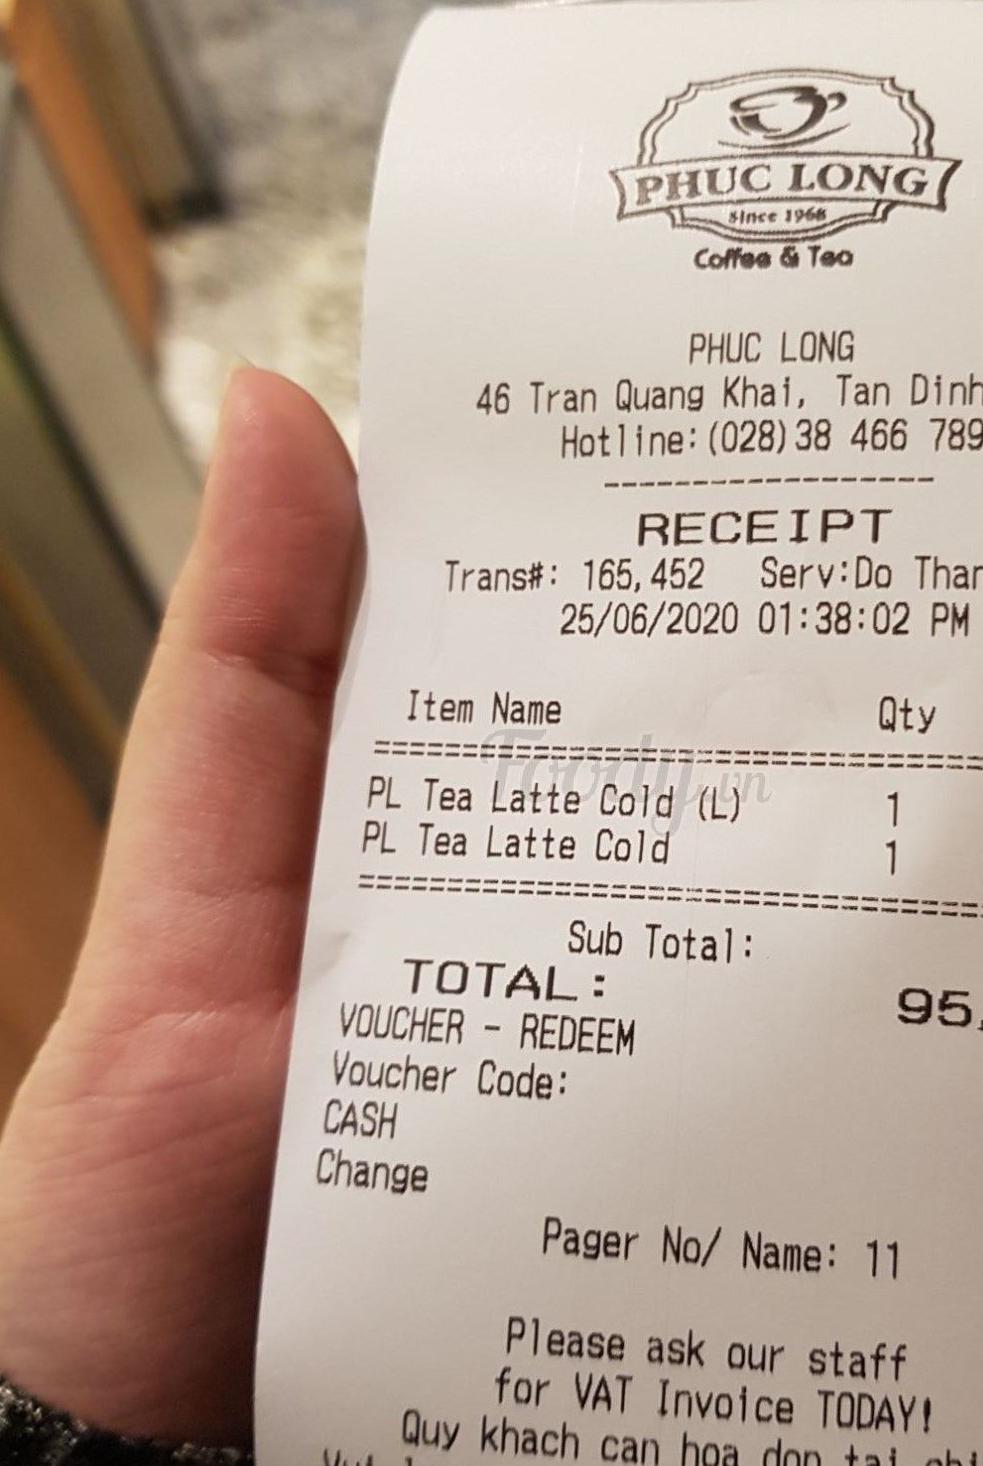 PHUC LONG
Since 1968
Coffee & Tea
PHUC LONG
46 Tran Quang Khai, Tan Dinh
Hotline:(028)38 466 789
RECEIPT
Trans#: 165,452 Serv:Do Than
25/06/2020 01:38:02 PM
Item Name Qty
Foody.vn
PL Tea Latte Cold (L) 1
PL Tea Latte Cold 1
Sub Total:
TOTAL: 95,
VOUCHER - REDEEM
Voucher Code:
CASH
Change
Pager No/ Name: 11
Please ask our staff
for VAT Invoice TODAY!
Quy khach can hoa don tai